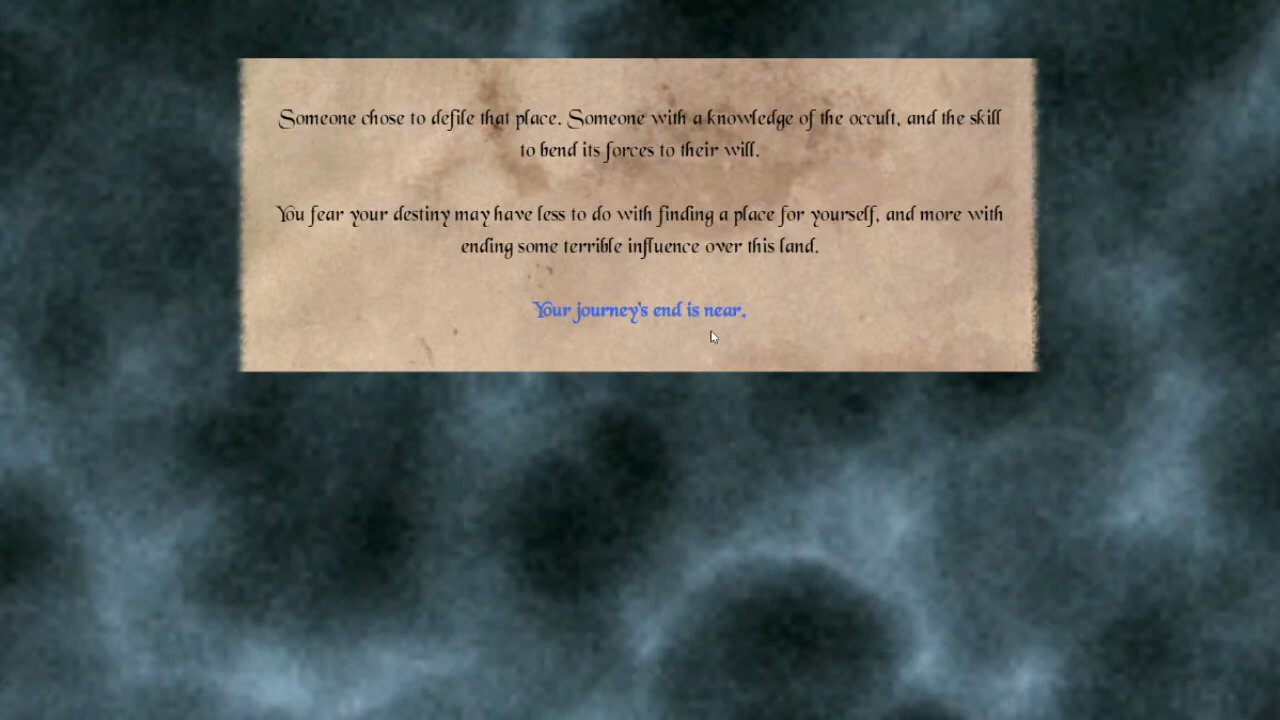 Someone chose to defile that place. Someone with a knowledge of the occult, and the skill
to bend its forces to their will.
You fear your destiny may have less to do with finding a place for yourself, and more with
ending some terrible influence over this land.
Your journey's end is near.